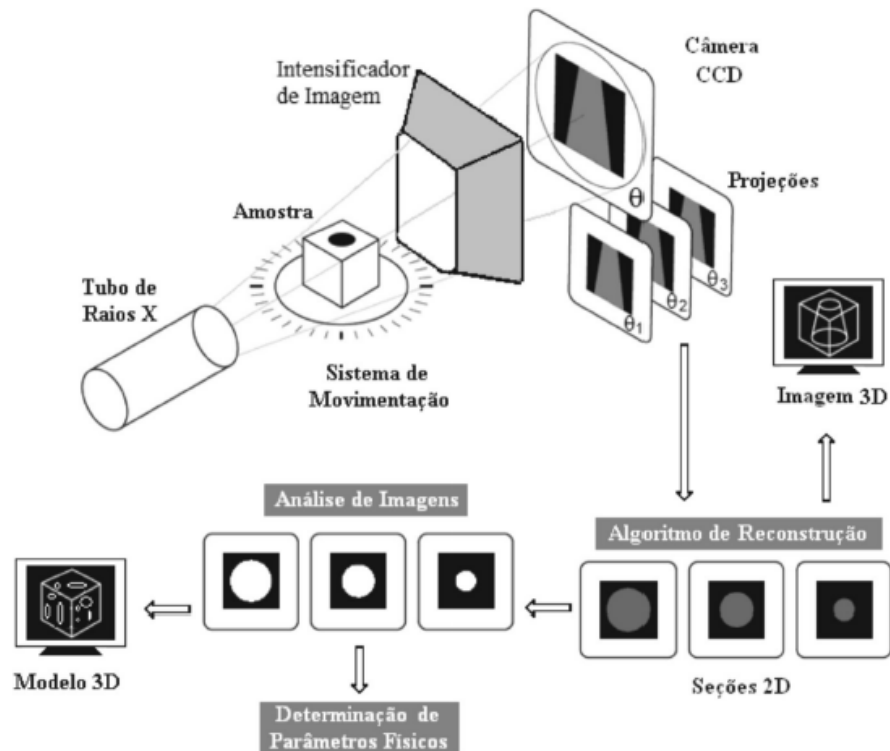 Câmera
CCD
Intensificador
de Imagem
Projeções
Amostra
θ
θ1
θ2
θ3
Tubo de
Raios X
Sistema de
Movimentação
Imagem 3D
Análise de Imagens
Algoritmo de Reconstrução
Modelo 3D
Seções 2D
Determinação de
Parâmetros Físicos